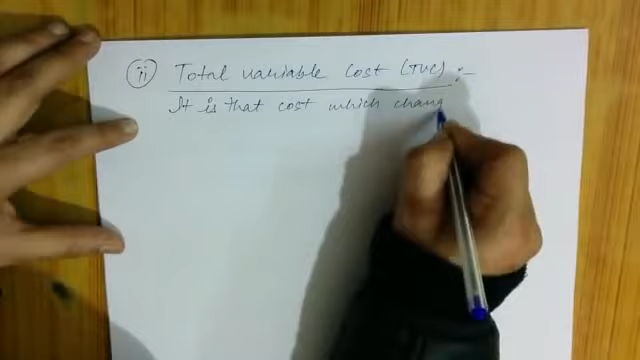 (ii) Total variable cost (TVC) :-
It is that cost which chang